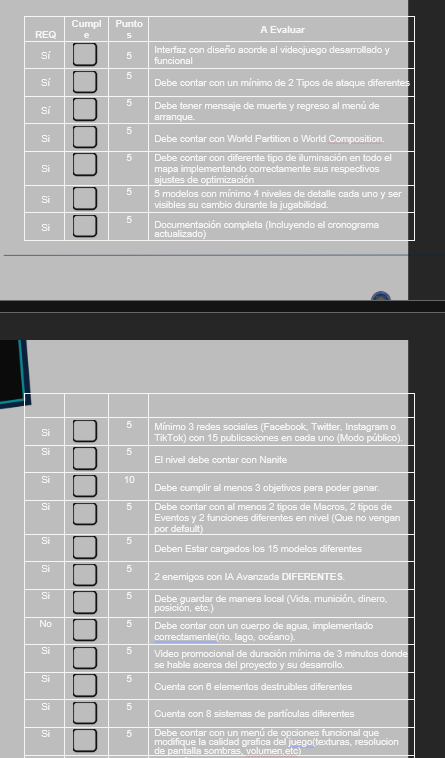 REQ Cumpl
e Punto
s A Evaluar
Sí 5 Interfaz con diseño acorde al videojuego desarrollado y
funcional
Sí 5 Debe contar con un mínimo de 2 Tipos de ataque diferentes
Sí 5 Debe tener mensaje de muerte y regreso al menú de
arranque.
Si 5 Debe contar con World Partition o World Composition.
Si 5 Debe contar con diferente tipo de iluminación en todo el
mapa implementando correctamente sus respectivos
ajustes de optimización
Si 5 5 modelos con mínimo 4 niveles de detalle cada uno y ser
visibles su cambio durante la jugabilidad.
Si 5 Documentación completa (Incluyendo el cronograma
actualizado)
Si 5 Mínimo 3 redes sociales (Facebook, Twitter, Instagram o
TikTok) con 15 publicaciones en cada uno (Modo público).
Si 5 El nivel debe contar con Nanite
Si 10 Debe cumplir al menos 3 objetivos para poder ganar.
Si 5 Debe contar con al menos 2 tipos de Macros, 2 tipos de
Eventos y 2 funciones diferentes en nivel (Que no vengan
por default)
Si 5 Deben Estar cargados los 15 modelos diferentes
Si 5 2 enemigos con IA Avanzada DIFERENTES.
Si 5 Debe guardar de manera local (Vida, munición, dinero,
posición, etc.)
No 5 Debe contar con un cuerpo de agua, implementado
correctamente(rio, lago, océano).
Si 5 Video promocional de duración mínima de 3 minutos donde
se hable acerca del proyecto y su desarrollo.
Si 5 Cuenta con 6 elementos destruibles diferentes
Si 5 Cuenta con 8 sistemas de partículas diferentes
Si 5 Debe contar con un menú de opciones funcional que
modifique la calidad grafica del juego(texturas, resolucion
de pantalla sombras, volumen,etc)